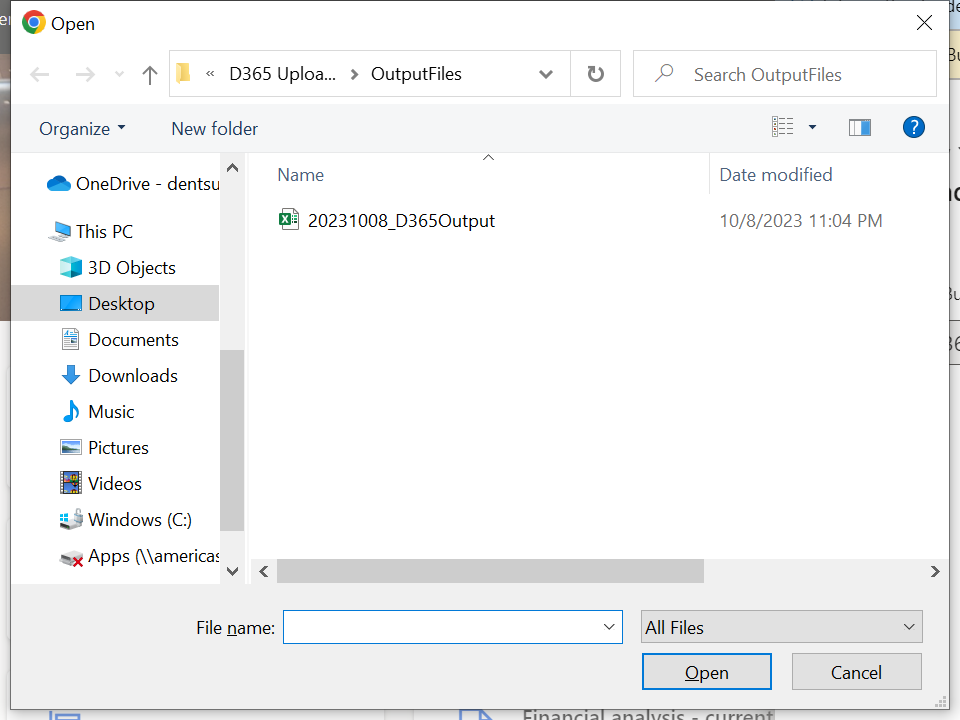 Open
« D365 Uploa... > OutputFiles
Search OutputFiles
Organize
New folder
?
Name
Date modified
OneDrive - dentsu
20231008_D365Output
10/8/2023 11:04 PM
This PC
3D Objects
Desktop
Documents
Downloads
Music
Pictures
Videos
Windows (C:)
Apps (\\americas
File name:
All Files
Open
Cancel
Financial analysis - current